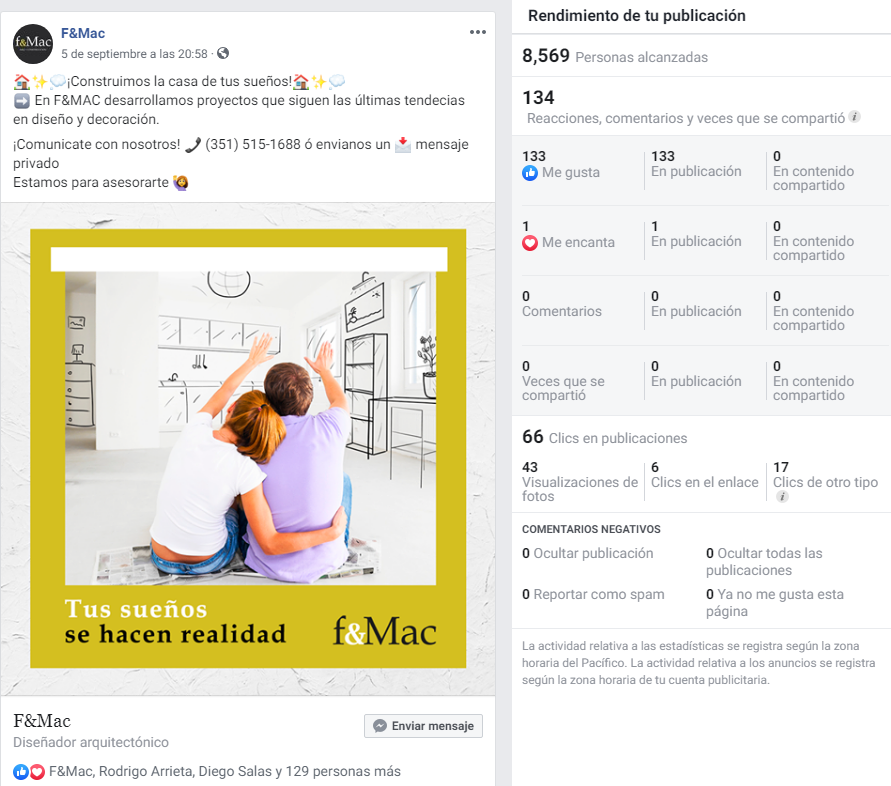 f&Mac
F&Mac
5 de septiembre a las 20:58 ·
¡Construimos la casa de tus sueños!
En F&MAC desarrollamos proyectos que siguen las últimas tendecias
en diseño y decoración.
¡Comunicate con nosotros! (351) 515-1688 ó envianos un mensaje
privado
Estamos para asesorarte
Tus sueños
se hacen realidad
f&Mac
F&Mac
Diseñador arquitectónico
Enviar mensaje
F&Mac, Rodrigo Arrieta, Diego Salas y 129 personas más
Rendimiento de tu publicación
8,569 Personas alcanzadas
134
Reacciones, comentarios y veces que se compartió
133
Me gusta
133
En publicación
0
En contenido
compartido
1
Me encanta
1
En publicación
0
En contenido
compartido
0
Comentarios
0
En publicación
0
En contenido
compartido
0
Veces que se
compartió
0
En publicación
0
En contenido
compartido
66 Clics en publicaciones
43
Visualizaciones de
fotos
6
Clics en el enlace
17
Clics de otro tipo
COMENTARIOS NEGATIVOS
0 Ocultar publicación
0 Ocultar todas las
publicaciones
0 Reportar como spam
0 Ya no me gusta esta
página
La actividad relativa a las estadísticas se registra según la zona
horaria del Pacífico. La actividad relativa a los anuncios se registra
según la zona horaria de tu cuenta publicitaria.